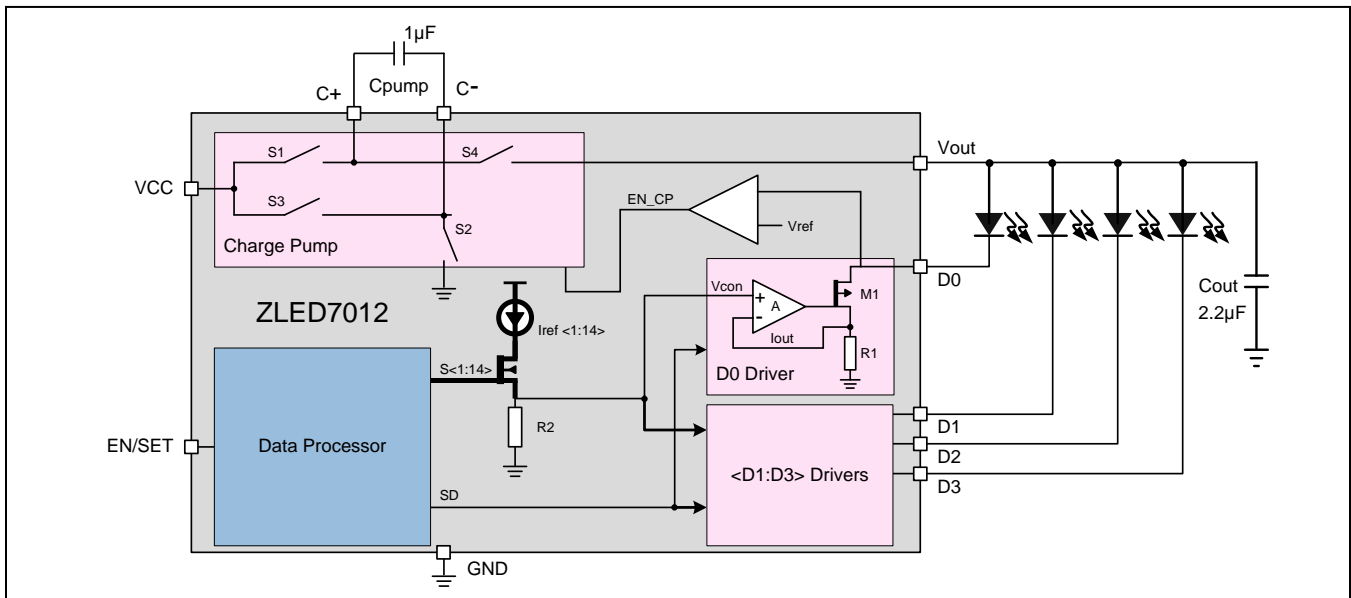 1µF
Cpump
C+
C-
S1
S4
Vout
VCC
S3
EN_CP
S2
Vref
Charge Pump
D0
Vcon
+
A
M1
Cout
2.2µF
ZLED7012
Iref <1:14>
-
Iout
R1
S<1:14>
D0 Driver
R2
D1
EN/SET
Data Processor
<D1:D3> Drivers
D2
D3
SD
GND